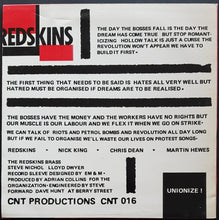 REDSKINS
THE DAY THE BOSSES FALL IS THE DAY THE
DREAM HAS COME TRUE BUT STOP ROMANT-
ISIZING HOLLOW TALK IS JUST A CURSE THE
REVOLUTION WON'T APPEAR WE HAVE TO
BUILD IT FIRST
THE FIRST THING THAT NEEDS TO BE SAID IS HATES ALL VERY WELL BUT
HATRED MUST BE ORGANISED IF DREAMS ARE TO BE REALISED
THE BOSSES HAVE THE MONEY AND THE WORKERS HAVE NO RIGHTS BUT
OUR MUSCLE IS OUR LABOUR AND WE FLEX IT WHEN WE GO ON STRIKE
WE CAN TALK OF RIOTS AND PETROL BOMBS AND REVOLUTION ALL DAY LONG
BUT IF WE FAIL TO ORGANISE WE'LL WASTE OUR LIVES ON PROTEST SONGS
REDSKINS · NICK KING · CHRIS DEAN · MARTIN HEWES
THE REDSKINS BRASS
STEVE NICHOL LLOYD DWYER
RECORD SLEEVE DESIGNED BY EM & M
PRODUCED BY ADRIAN COLLINS FOR THE
ORGANISATION · ENGINEERED BY STEVE
FORWARD DAVE HUNT AT BERRY STREET
CNT PRODUCTIONS CNT 016
UNIONIZE !